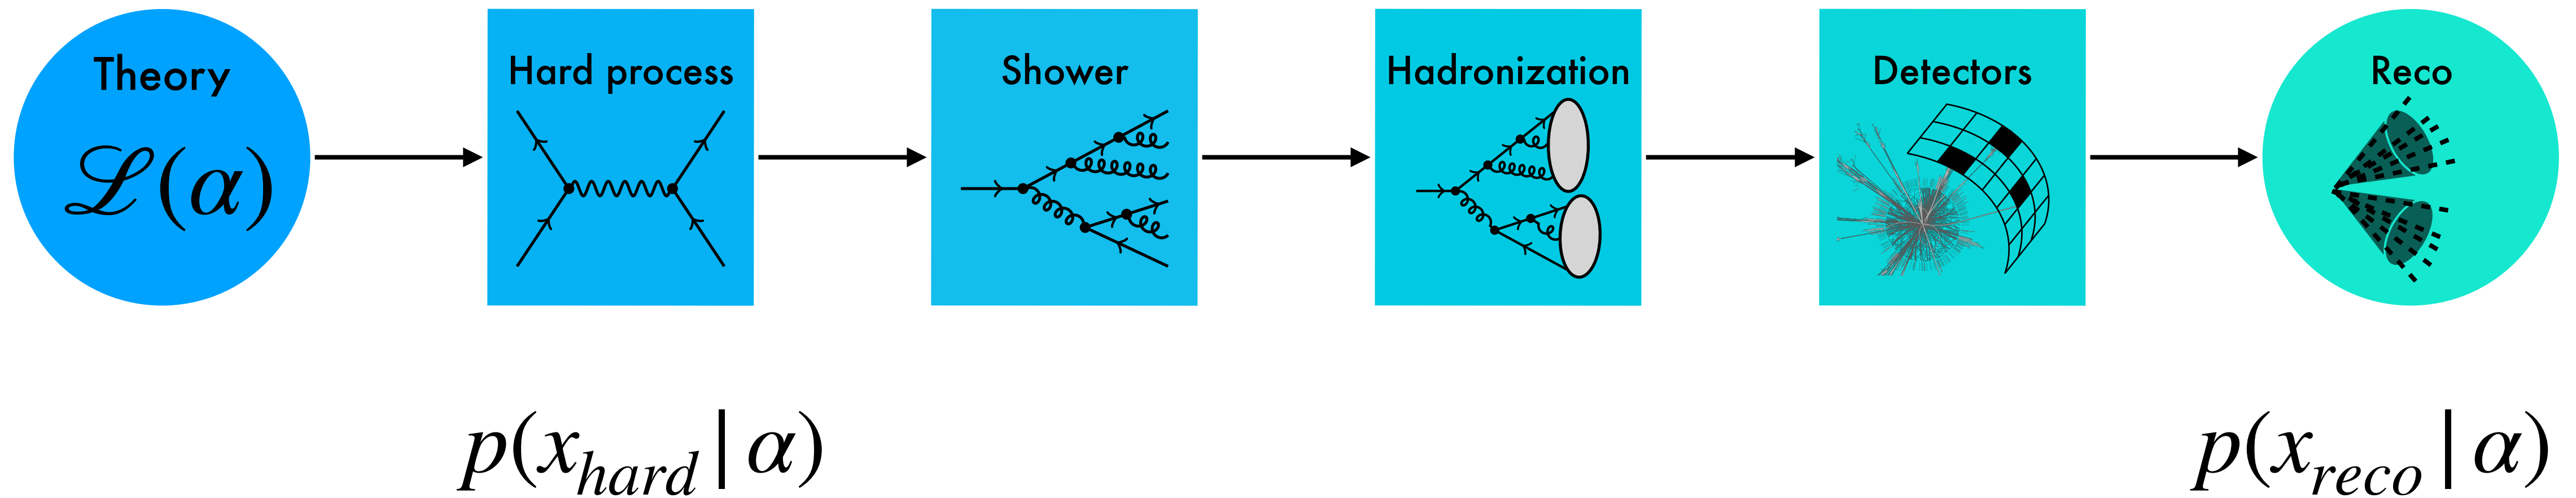 Theory
ℒ(α)
Hard process
Shower
Hadronization
Detectors
Reco
p(x_hard | α)
p(x_reco | α)